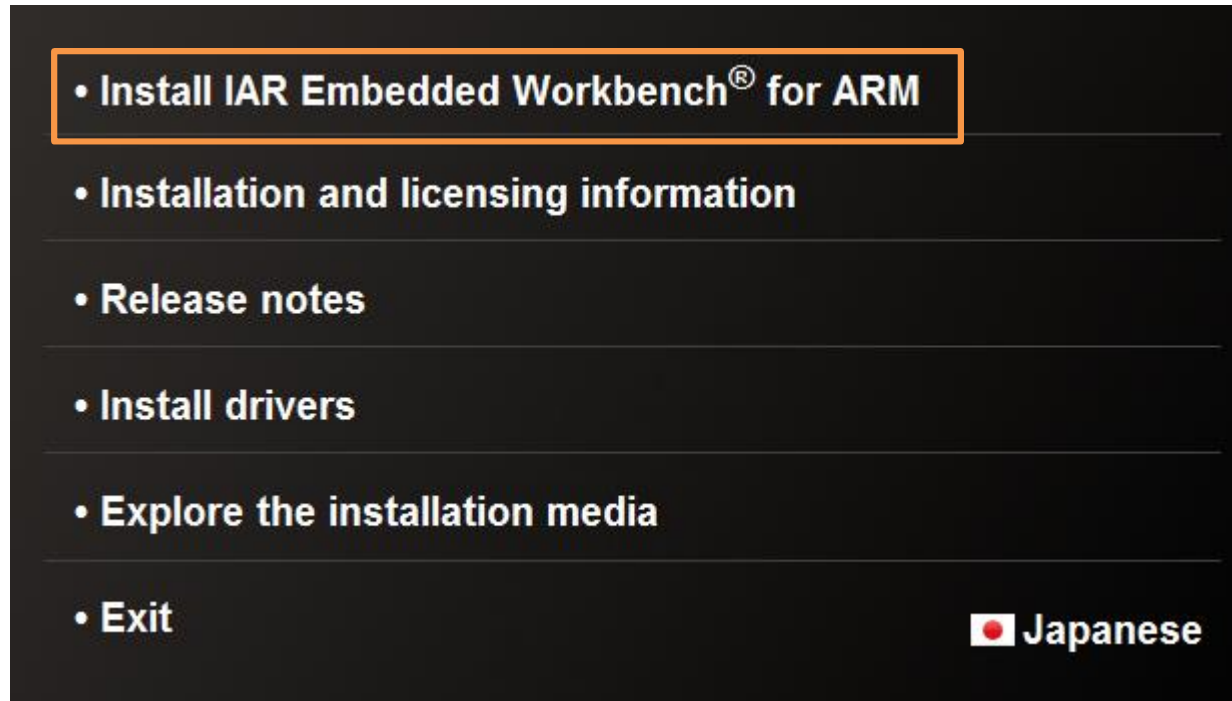 • Install IAR Embedded Workbench® for ARM
• Installation and licensing information
• Release notes
• Install drivers
• Explore the installation media
• Exit
Japanese